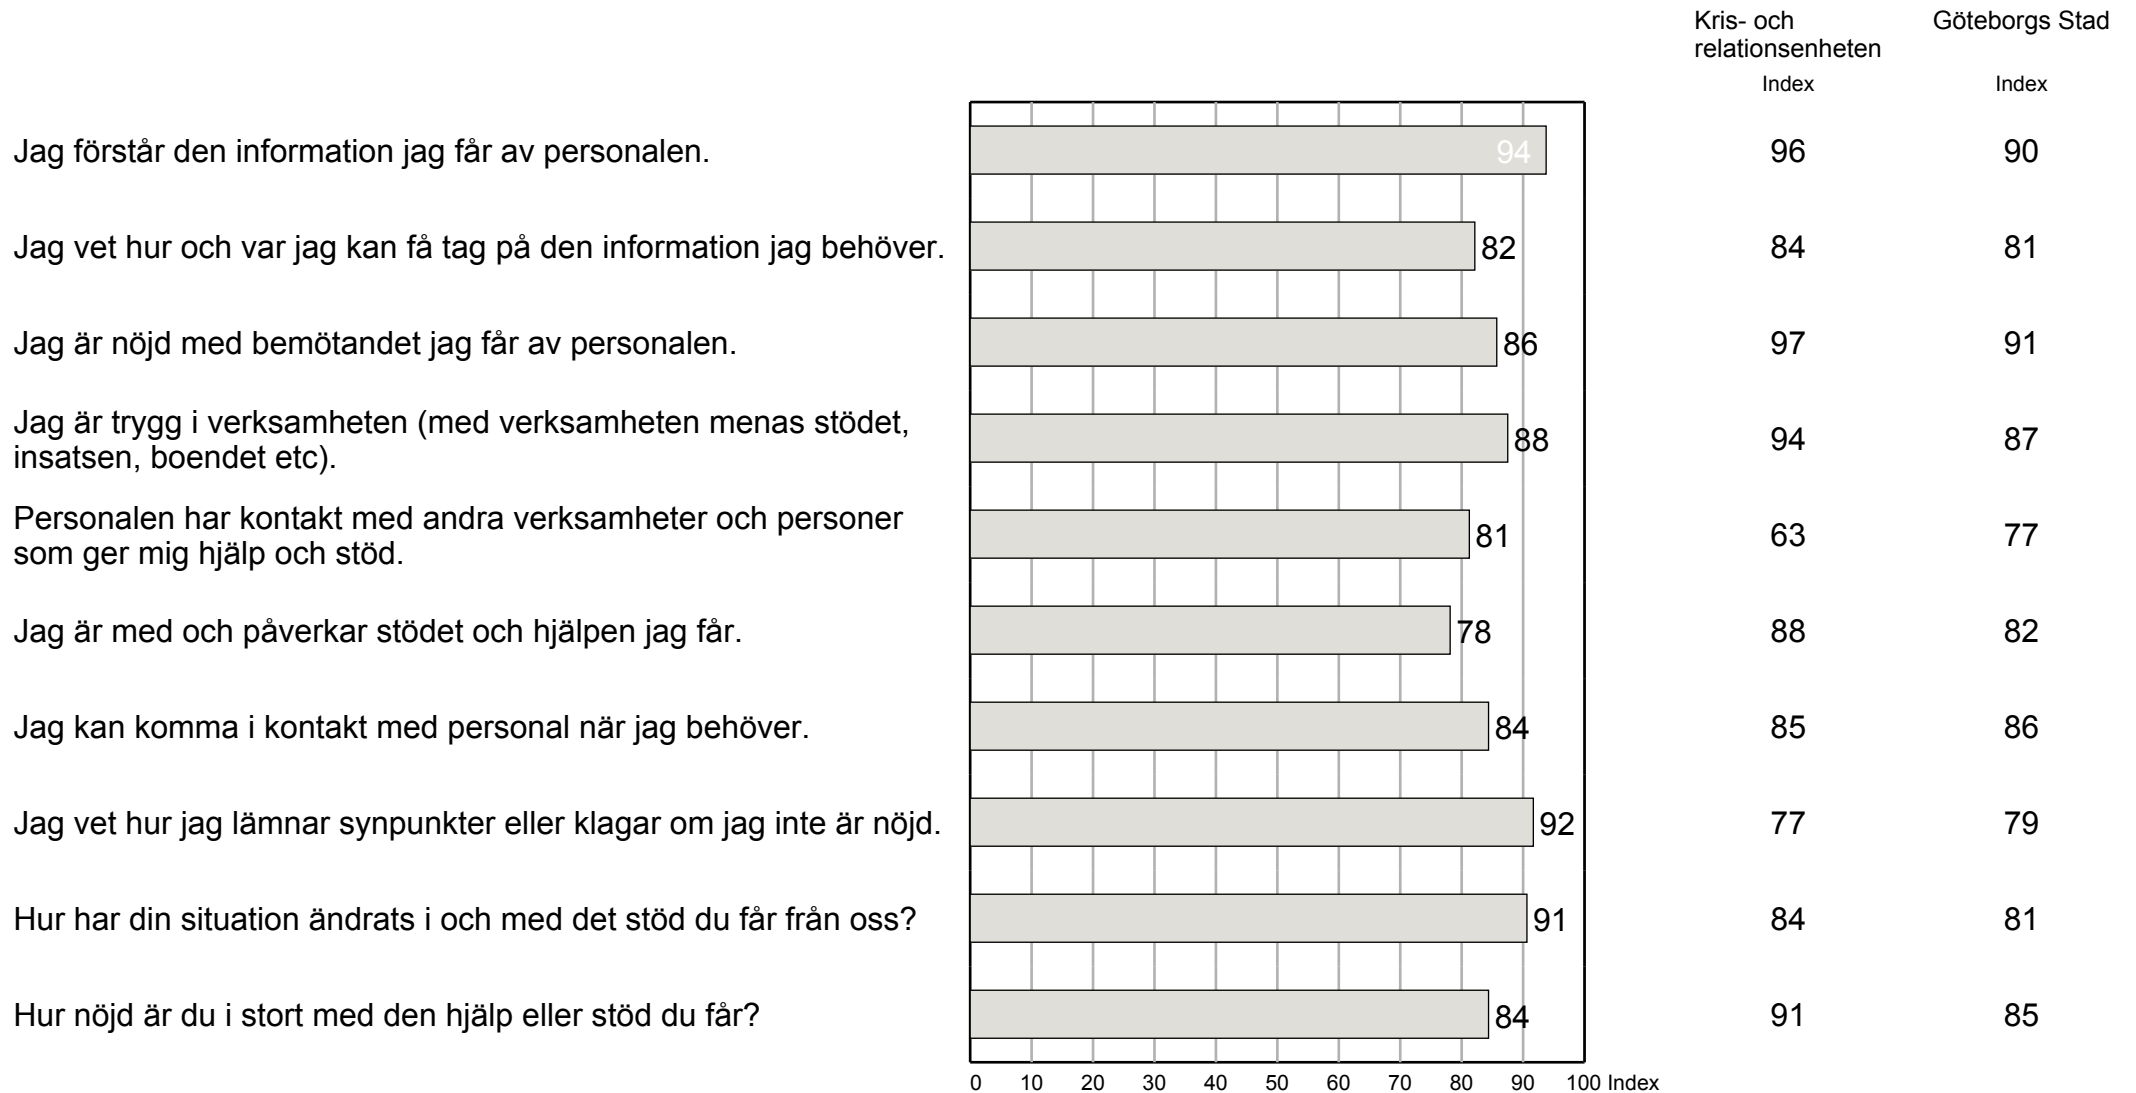 Kris- och
relationsenheten
Göteborgs Stad
Index
Index
Jag förstår den information jag får av personalen.
94
96
90
Jag vet hur och var jag kan få tag på den information jag behöver.
82
84
81
Jag är nöjd med bemötandet jag får av personalen.
86
97
91
Jag är trygg i verksamheten (med verksamheten menas stödet,
insatsen, boendet etc).
88
94
87
Personalen har kontakt med andra verksamheter och personer
som ger mig hjälp och stöd.
81
63
77
Jag är med och påverkar stödet och hjälpen jag får.
78
88
82
Jag kan komma i kontakt med personal när jag behöver.
84
85
86
Jag vet hur jag lämnar synpunkter eller klagar om jag inte är nöjd.
92
77
79
Hur har din situation ändrats i och med det stöd du får från oss?
91
84
81
Hur nöjd är du i stort med den hjälp eller stöd du får?
84
91
85
0 10 20 30 40 50 60 70 80 90 100 Index